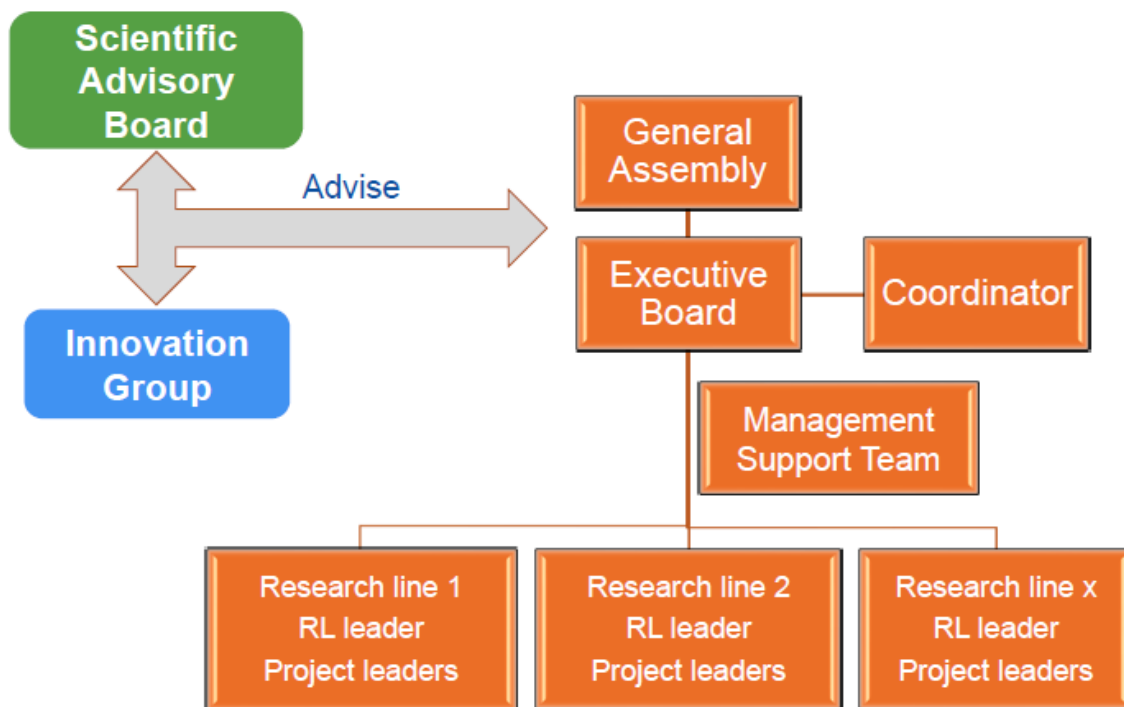 Scientific
Advisory
Board
Advise
Innovation
Group
General
Assembly
Executive
Board
Coordinator
Management
Support Team
Research line 1
RL leader
Project leaders
Research line 2
RL leader
Project leaders
Research line x
RL leader
Project leaders